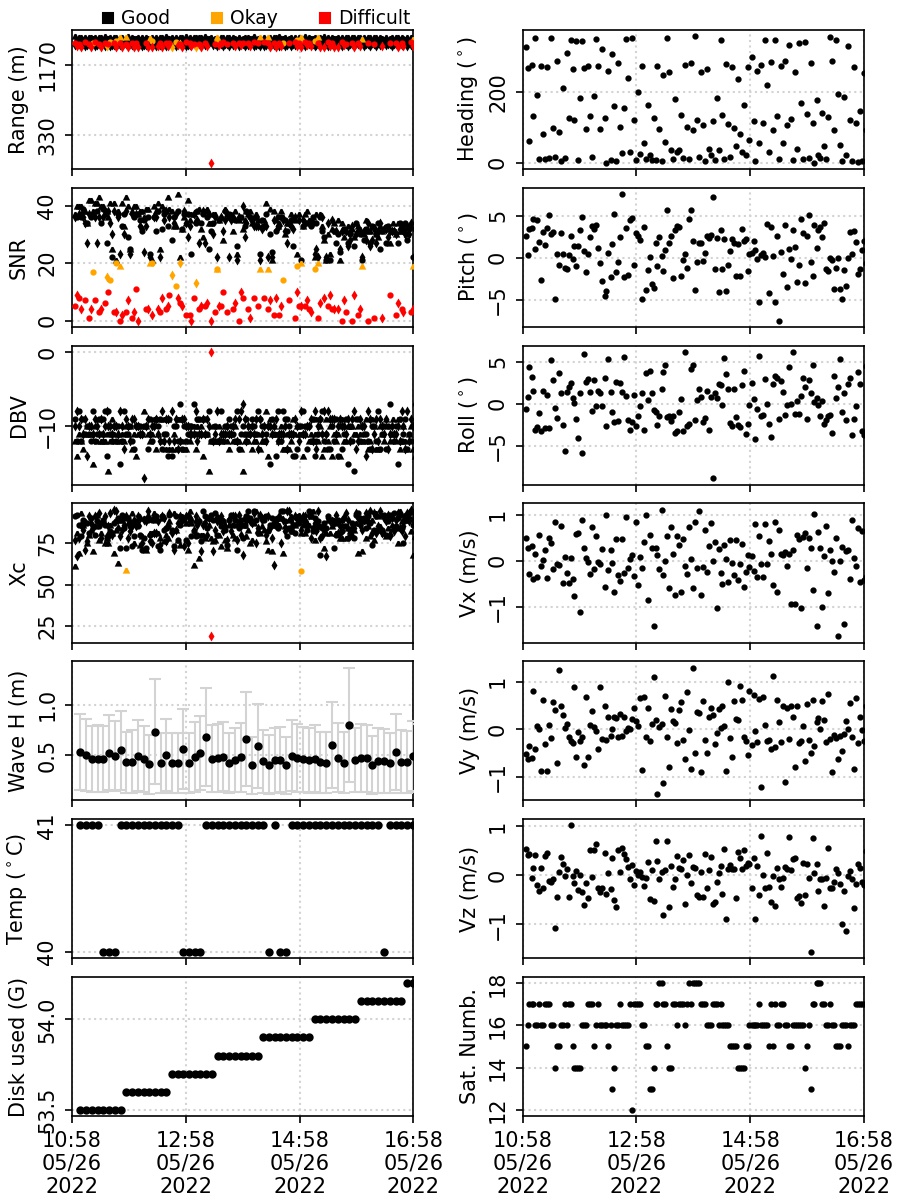 Good Okay Difficult
Range (m)
1170
330
Heading (°)
200
0
SNR
40
20
0
Pitch (°)
5
0
−5
DBV
0
−10
Roll (°)
5
0
−5
Xc
75
50
25
Vx (m/s)
1
0
−1
Wave H (m)
1.0
0.5
Vy (m/s)
1
0
−1
Temp (°C)
41
40
Vz (m/s)
1
0
−1
Disk used (G)
54.0
53.5
Sat. Numb.
18
16
14
12
10:58 12:58 14:58 16:58
05/26 05/26 05/26 05/26
2022 2022 2022 2022
10:58 12:58 14:58 16:58
05/26 05/26 05/26 05/26
2022 2022 2022 2022